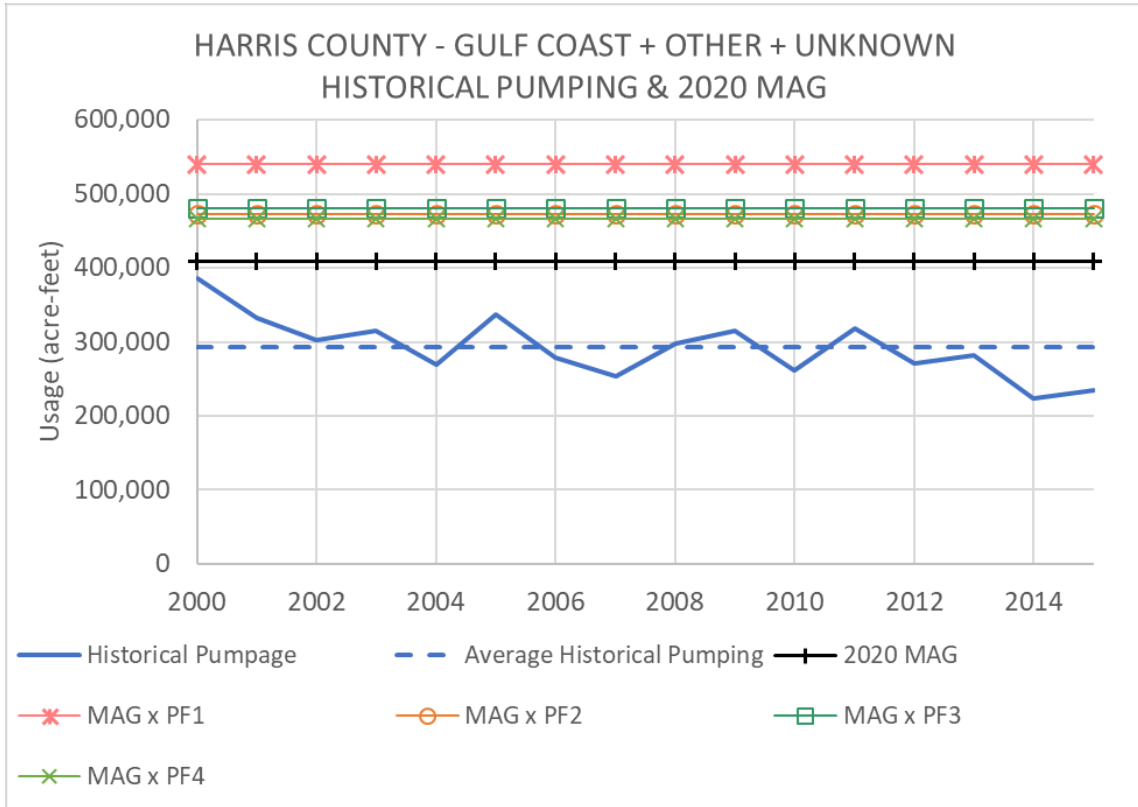 HARRIS COUNTY - GULF COAST + OTHER + UNKNOWN
HISTORICAL PUMPING & 2020 MAG
Usage (acre-feet)
600,000
500,000
400,000
300,000
200,000
100,000
0
2000 2002 2004 2006 2008 2010 2012 2014
Historical Pumpage Average Historical Pumping 2020 MAG
MAG x PF1 MAG x PF2 MAG x PF3
MAG x PF4